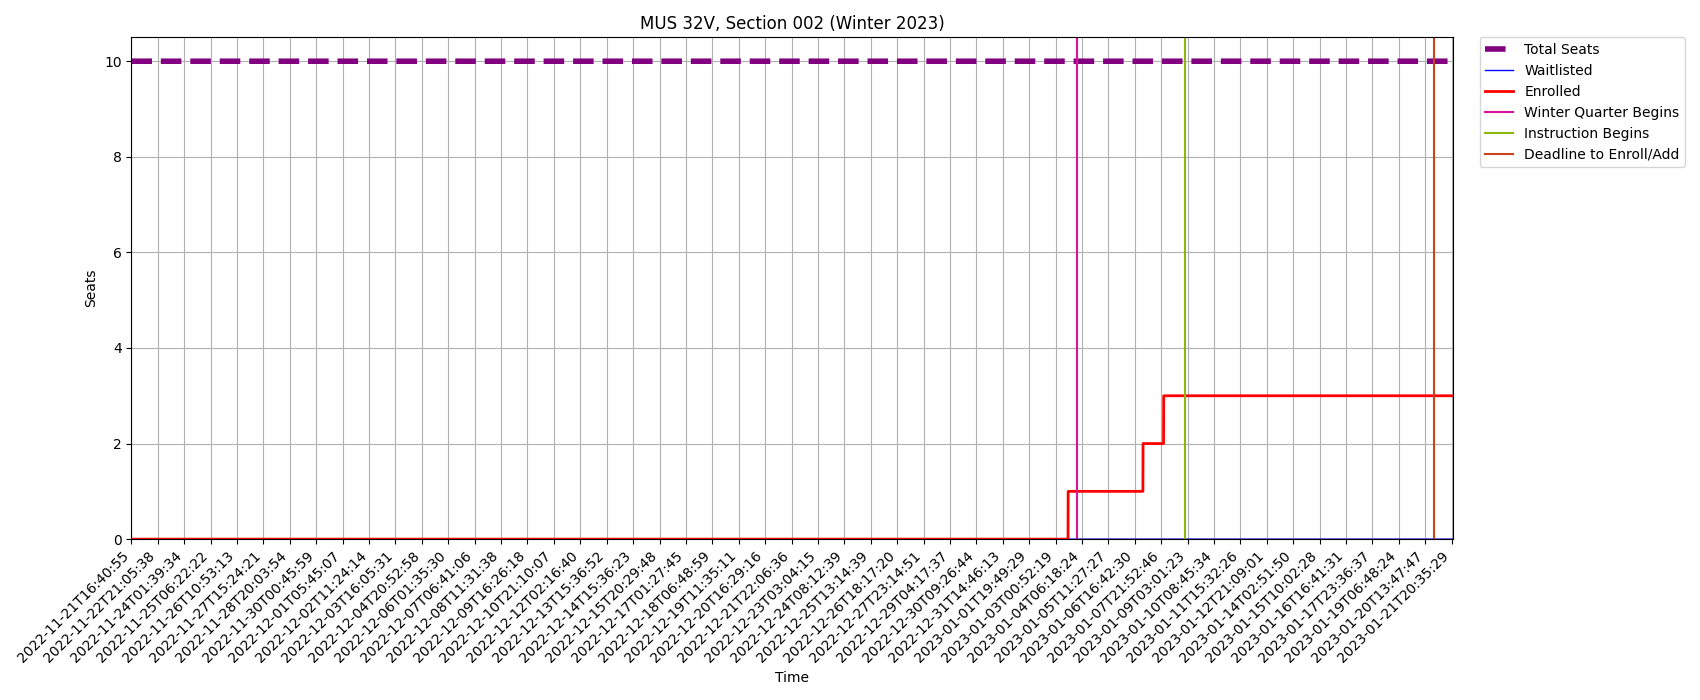 MUS 32V, Section 002 (Winter 2023)
Total Seats
Waitlisted
Enrolled
Winter Quarter Begins
Instruction Begins
Deadline to Enroll/Add
Seats
10
8
6
4
2
0
2022-11-21T16:40:55
2022-11-22T21:05:38
2022-11-24T01:39:34
2022-11-25T06:22:22
2022-11-26T10:53:13
2022-11-27T15:24:21
2022-11-28T20:03:54
2022-11-30T00:45:59
2022-12-01T05:45:07
2022-12-02T11:24:14
2022-12-03T16:05:31
2022-12-04T20:52:58
2022-12-06T01:35:30
2022-12-07T06:41:06
2022-12-08T11:31:38
2022-12-09T16:26:18
2022-12-10T21:10:07
2022-12-12T02:16:40
2022-12-13T15:36:52
2022-12-14T15:36:23
2022-12-15T20:29:48
2022-12-17T01:27:45
2022-12-18T06:48:59
2022-12-19T11:35:11
2022-12-20T16:29:16
2022-12-21T22:06:36
2022-12-23T03:04:15
2022-12-24T08:12:39
2022-12-25T13:14:39
2022-12-26T18:17:20
2022-12-27T23:14:51
2022-12-29T04:17:37
2022-12-30T09:26:44
2022-12-31T14:46:13
2023-01-01T19:49:29
2023-01-03T00:52:19
2023-01-04T06:18:24
2023-01-05T11:27:27
2023-01-06T16:42:30
2023-01-07T21:52:46
2023-01-09T03:01:23
2023-01-10T08:45:34
2023-01-11T15:32:26
2023-01-12T21:09:01
2023-01-14T02:51:50
2023-01-15T10:02:28
2023-01-16T16:41:31
2023-01-17T23:36:37
2023-01-19T06:48:24
2023-01-20T13:47:47
2023-01-21T20:35:29
Time